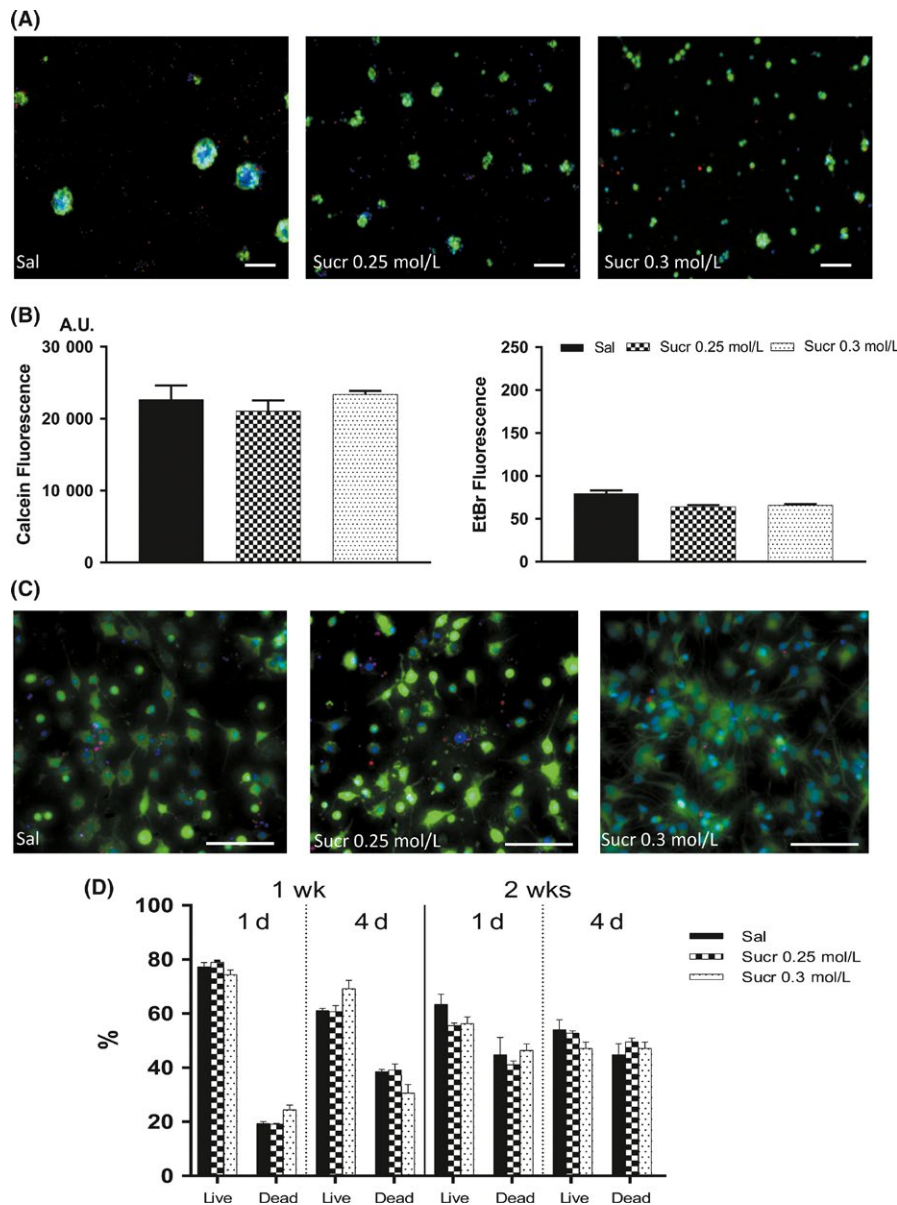 (A)
Sal
Sucr 0.25 mol/L
Sucr 0.3 mol/L
(B)
A.U.
Calcein Fluorescence
30 000
20 000
10 000
0
EtBr Fluorescence
250
200
150
100
50
0
Sal
Sucr 0.25 mol/L
Sucr 0.3 mol/L
(C)
Sal
Sucr 0.25 mol/L
Sucr 0.3 mol/L
(D)
1 wk
2 wks
1 d
4 d
1 d
4 d
%
100
80
60
40
20
0
Live
Dead
Live
Dead
Live
Dead
Live
Dead
Sal
Sucr 0.25 mol/L
Sucr 0.3 mol/L